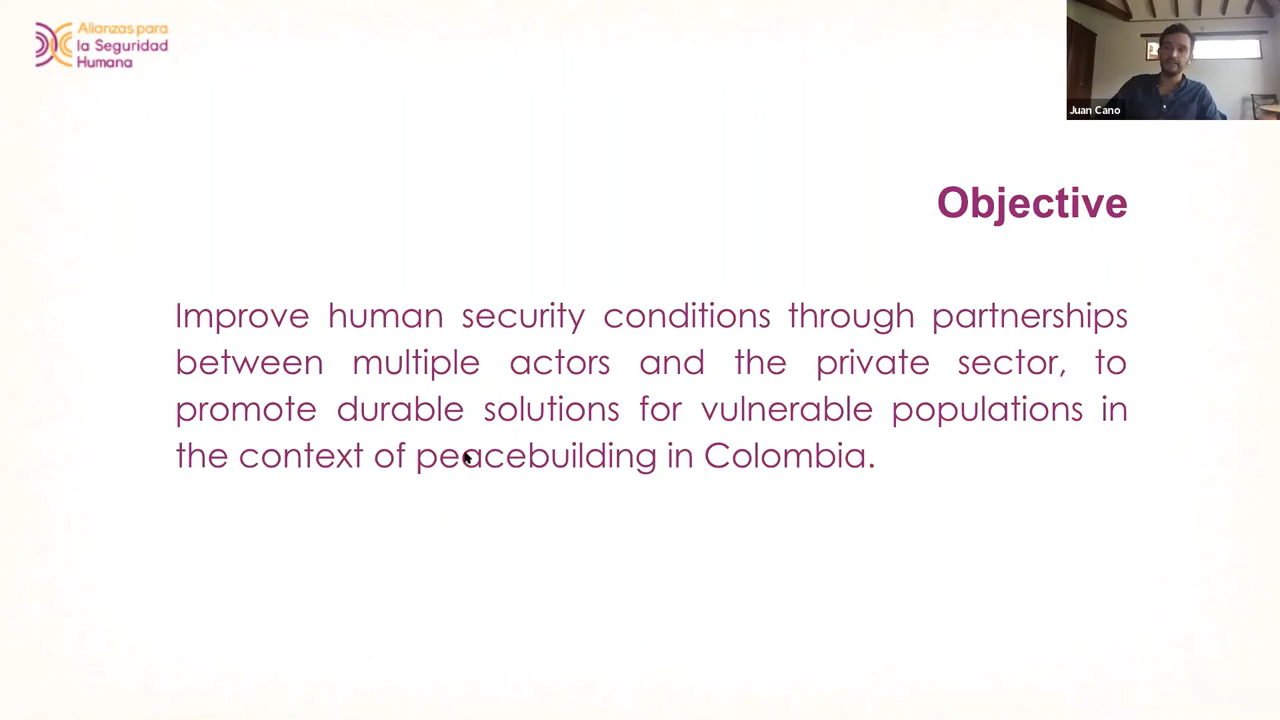 Alianzas para
la Seguridad
Humana
Juan Cano
Objective
Improve human security conditions through partnerships
between multiple actors and the private sector, to
promote durable solutions for vulnerable populations in
the context of peacebuilding in Colombia.